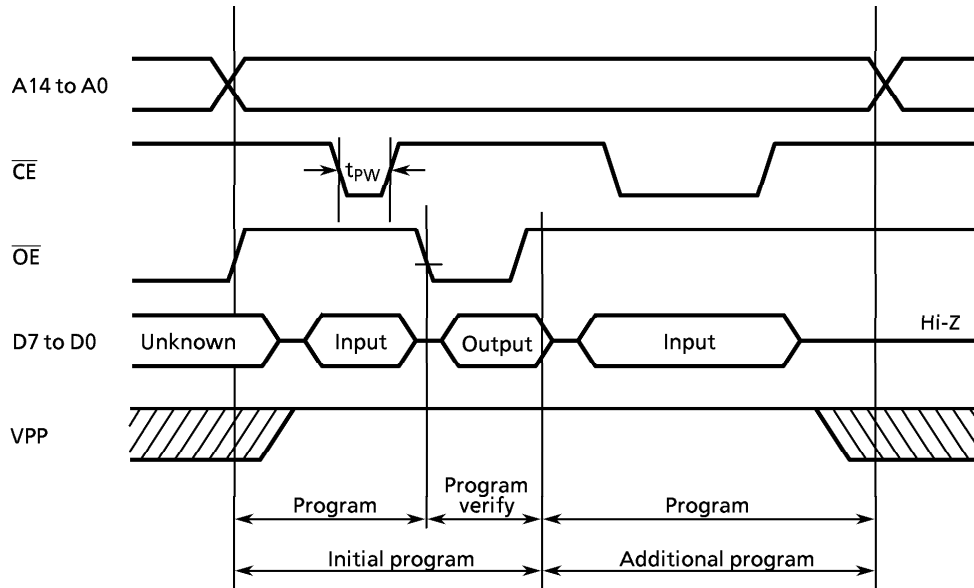 A14 to A0
CE
tPW
OE
D7 to D0
Unknown
Input
Output
Input
Hi-Z
VPP
Program
Program
verify
Program
Initial program
Additional program